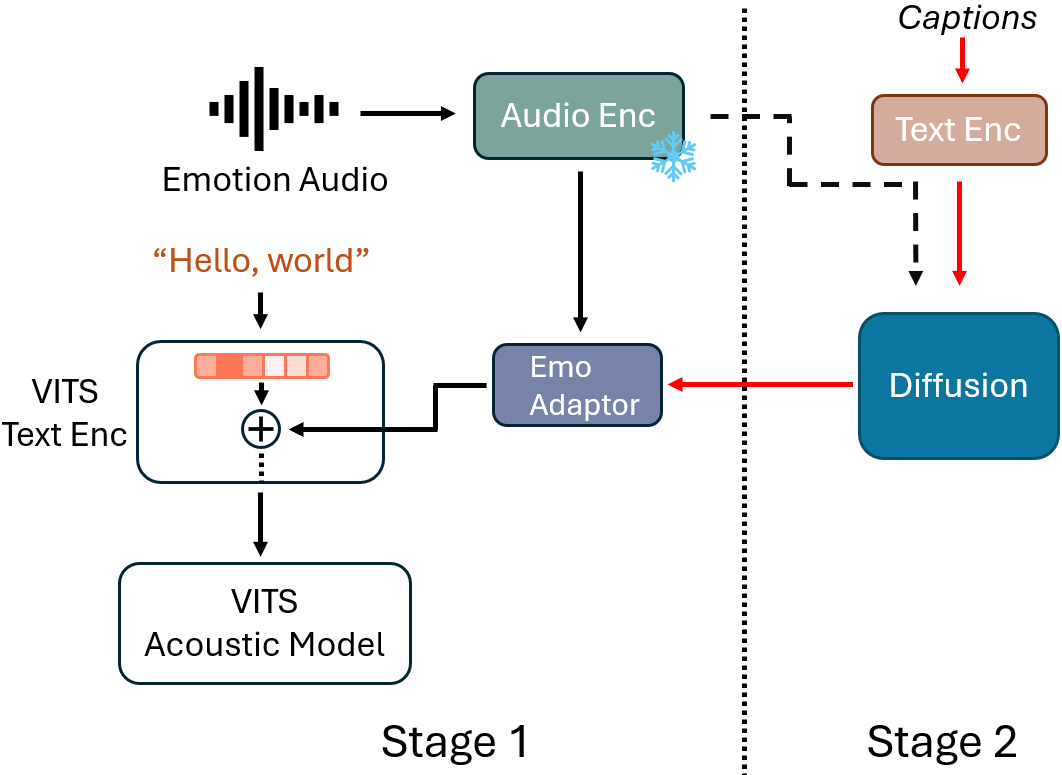 Captions
Audio Enc
Text Enc
Emotion Audio
“Hello, world”
VITS
Text Enc
Emo
Adaptor
Diffusion
VITS
Acoustic Model
Stage 1
Stage 2